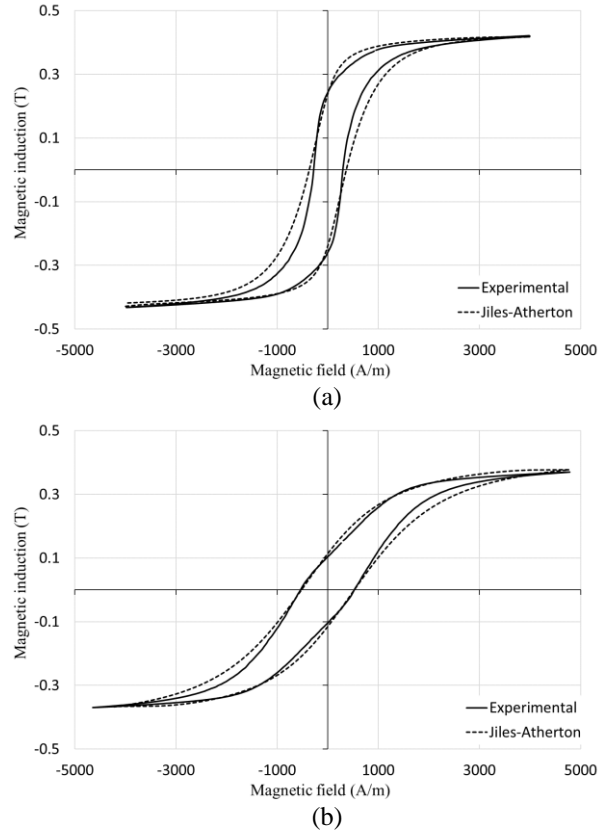 0.5
0.3
0.1
-0.1
-0.3
-0.5
Magnetic induction (T)
Experimental
Jiles-Atherton
-5000 -3000 -1000 1000 3000 5000
Magnetic field (A/m)
(a)
0.5
0.3
0.1
-0.1
-0.3
-0.5
Magnetic induction (T)
Experimental
Jiles-Atherton
-5000 -3000 -1000 1000 3000 5000
Magnetic field (A/m)
(b)